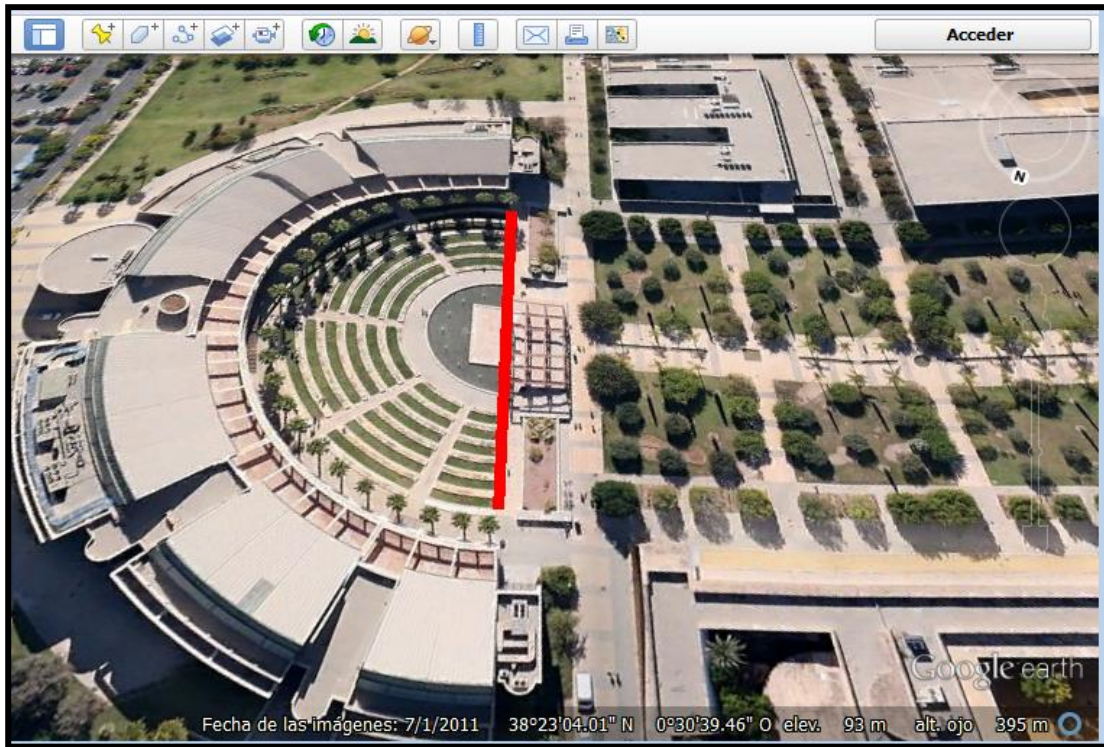 Acceder
N
Google earth
Fecha de las imágenes: 7/1/2011 38°23'04.01" N 0°30'39.46" O elev. 93 m alt. ojo 395 m